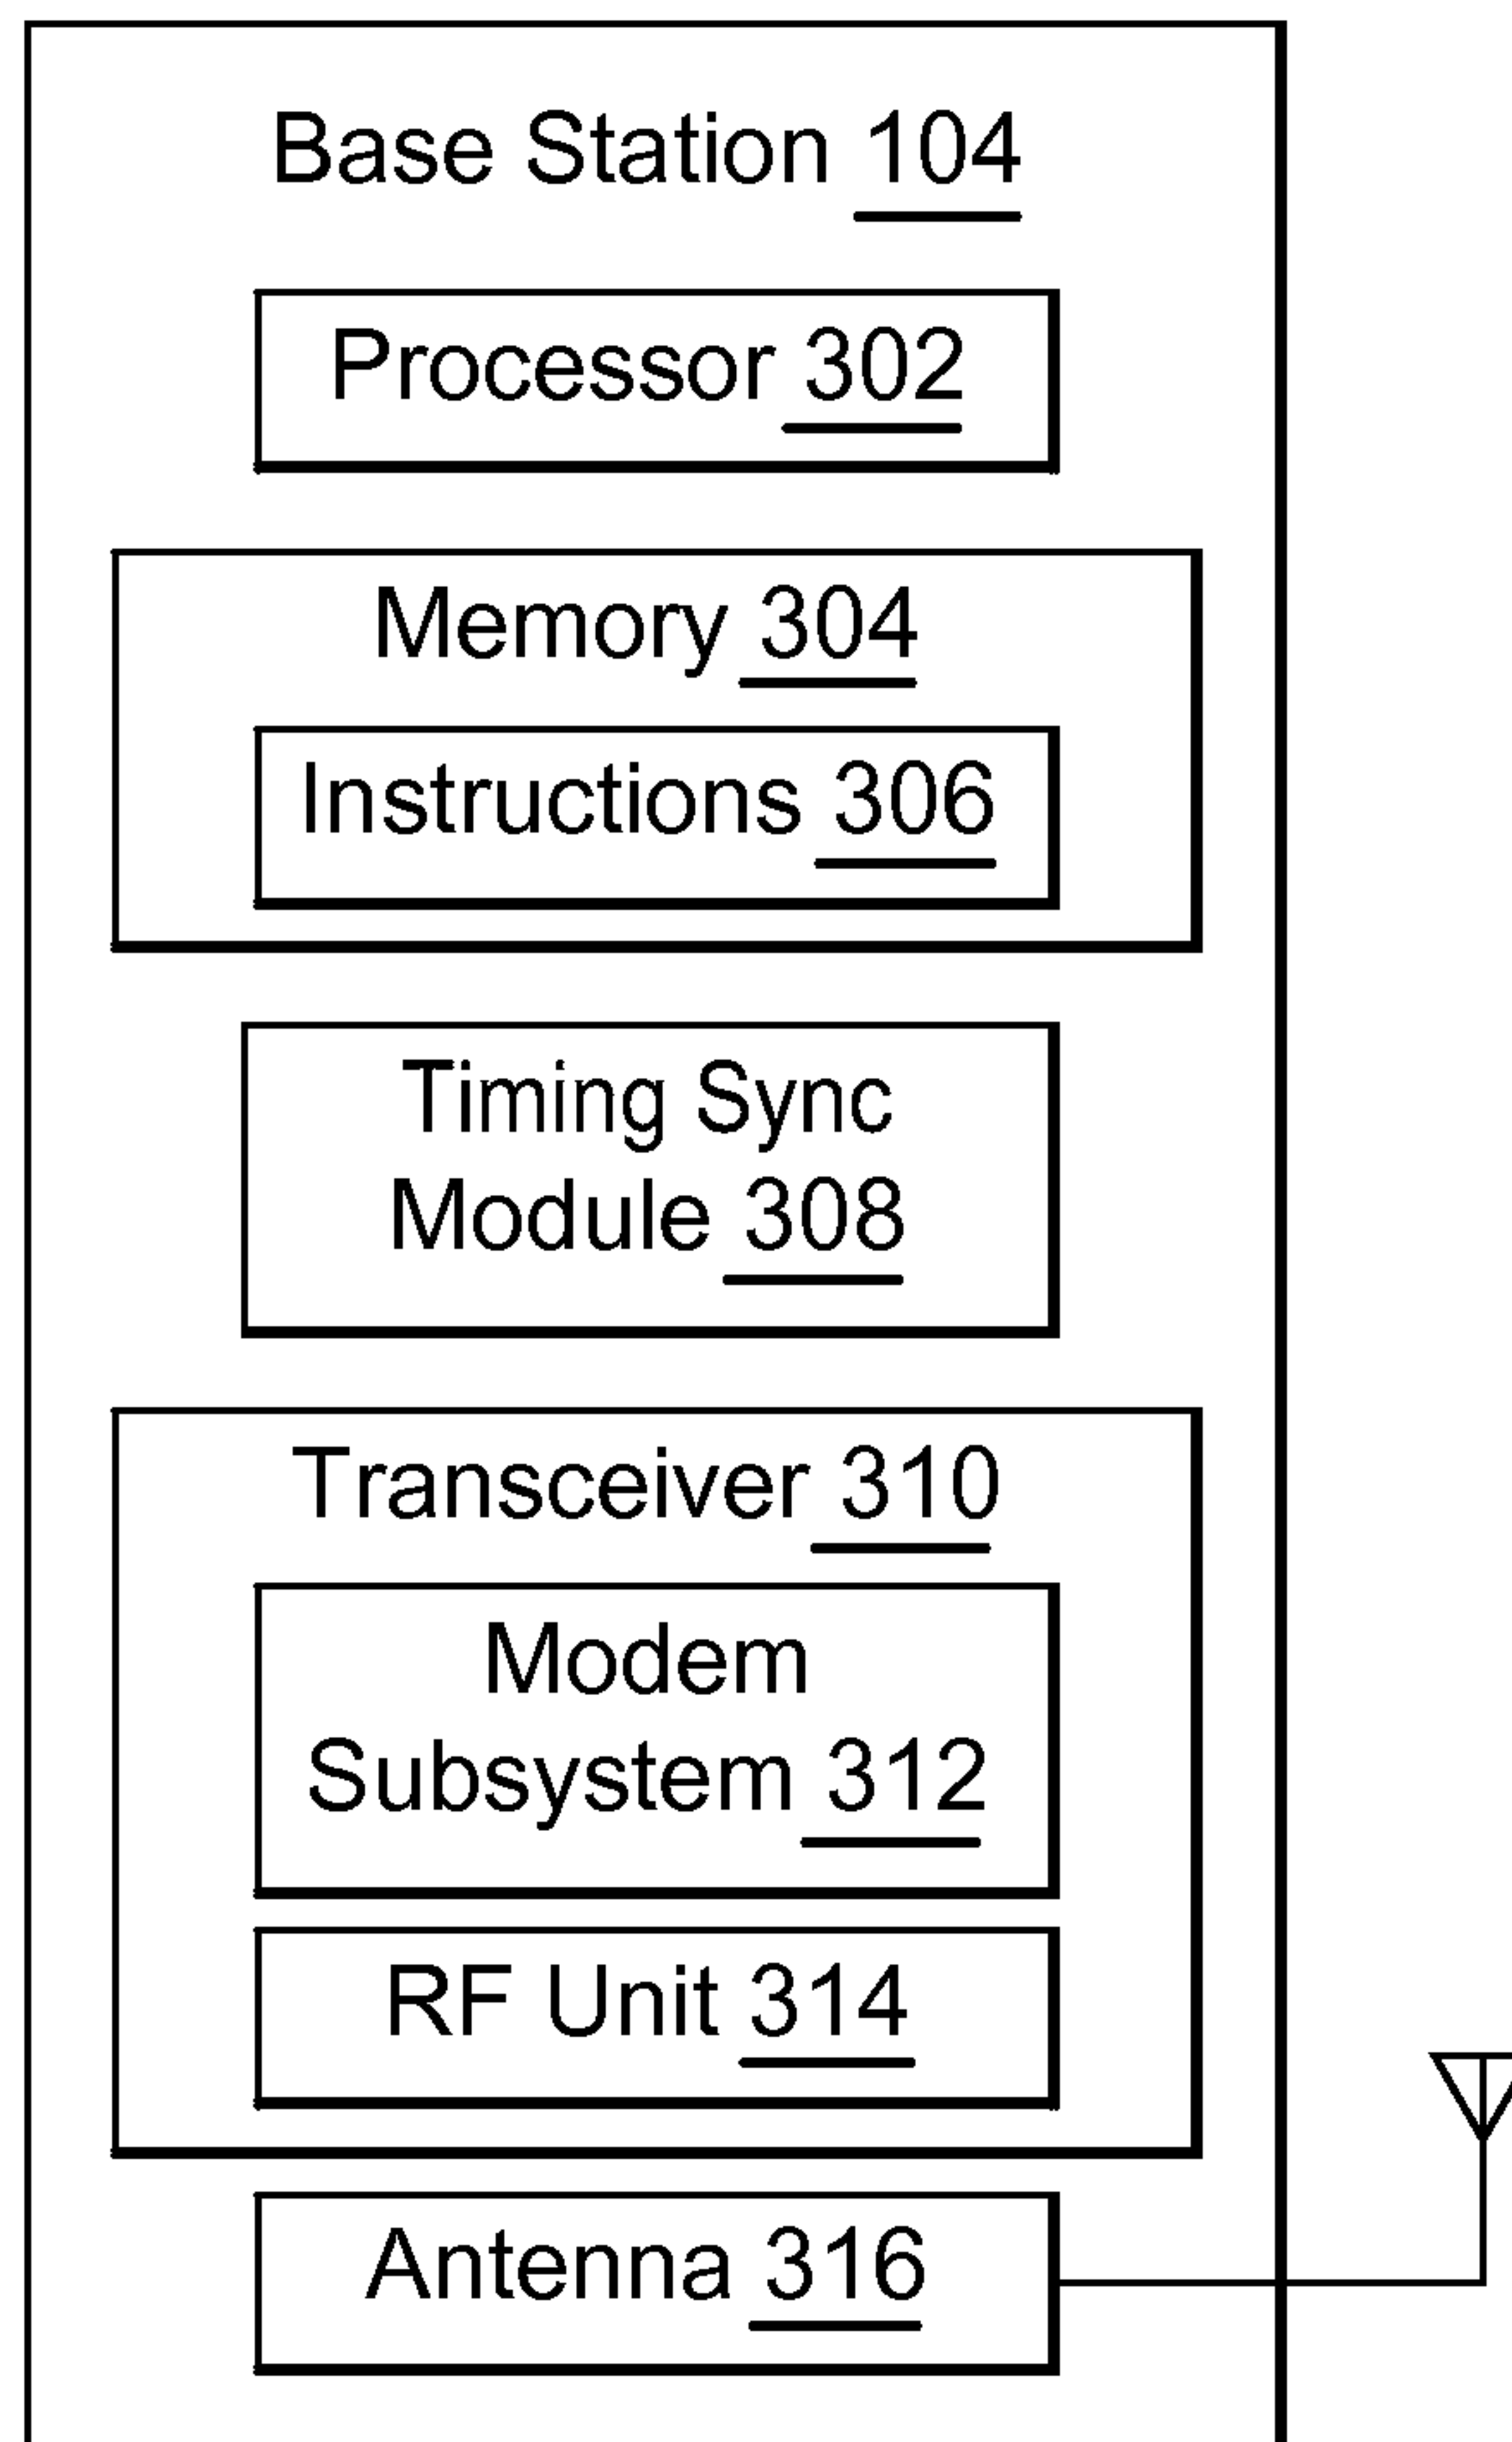 Base Station 104
Processor 302
Memory 304
Instructions 306
Timing Sync
Module 308
Transceiver 310
Modem
Subsystem 312
RF Unit 314
Antenna 316